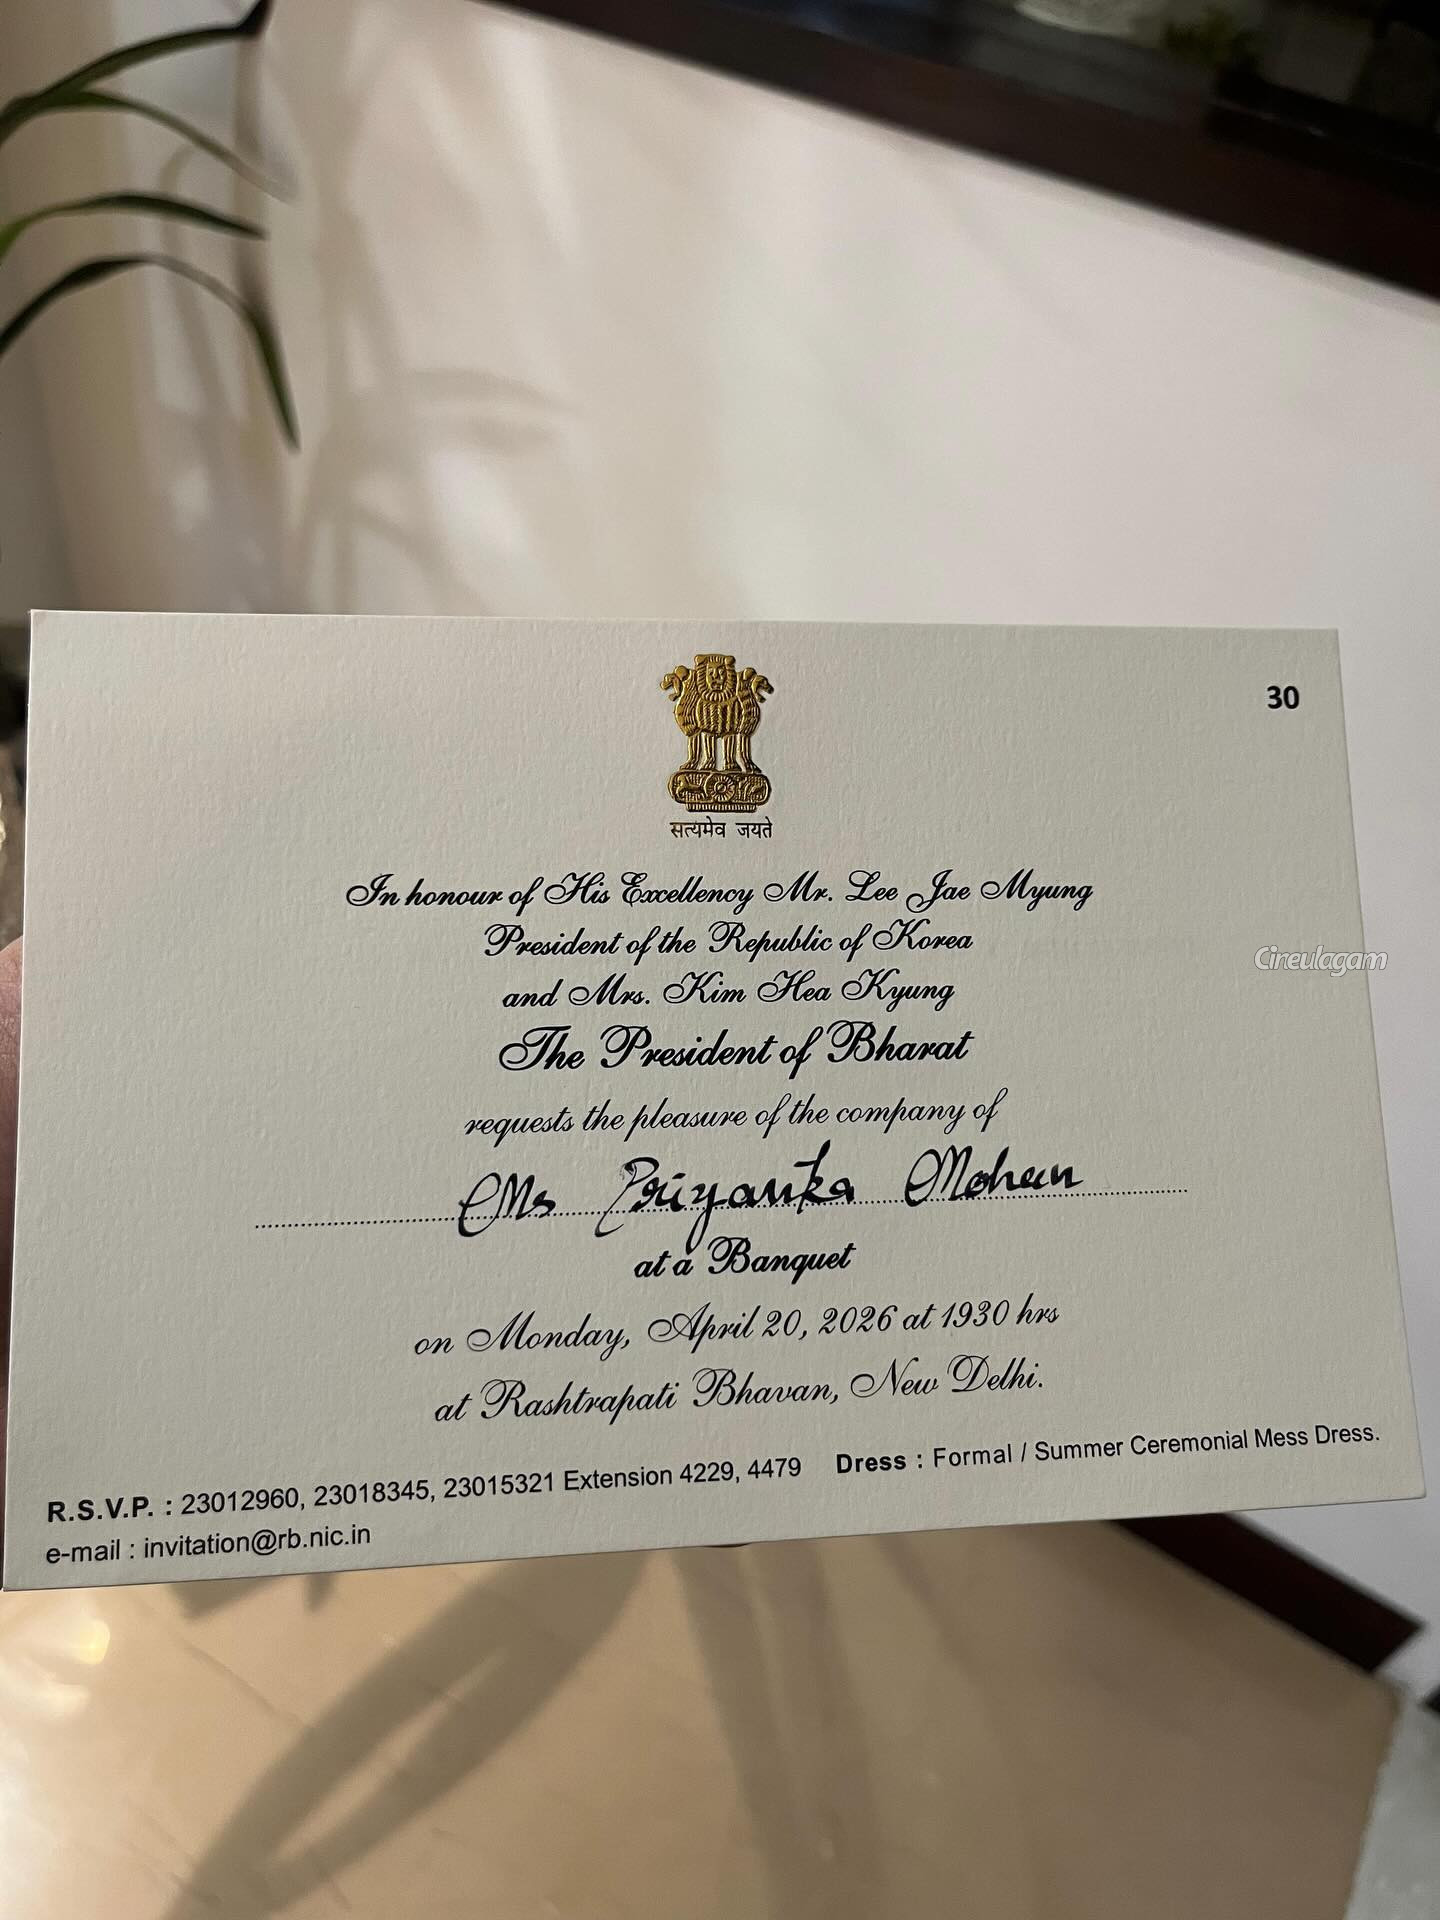 30
सत्यमेव जयते
In honour of His Excellency Mr. Lee Jae Myung
President of the Republic of Korea
Cineulagam
and Mrs. Kim Hea Kyung
The President of Bharat
requests the pleasure of the company of
Ms Priyanka Mohan
at a Banquet
on Monday, April 20, 2026 at 1930 hrs
at Rashtrapati Bhavan, New Delhi.
R.S.V.P. : 23012960, 23018345, 23015321 Extension 4229, 4479 Dress : Formal / Summer Ceremonial Mess Dress.
e-mail : invitation@rb.nic.in